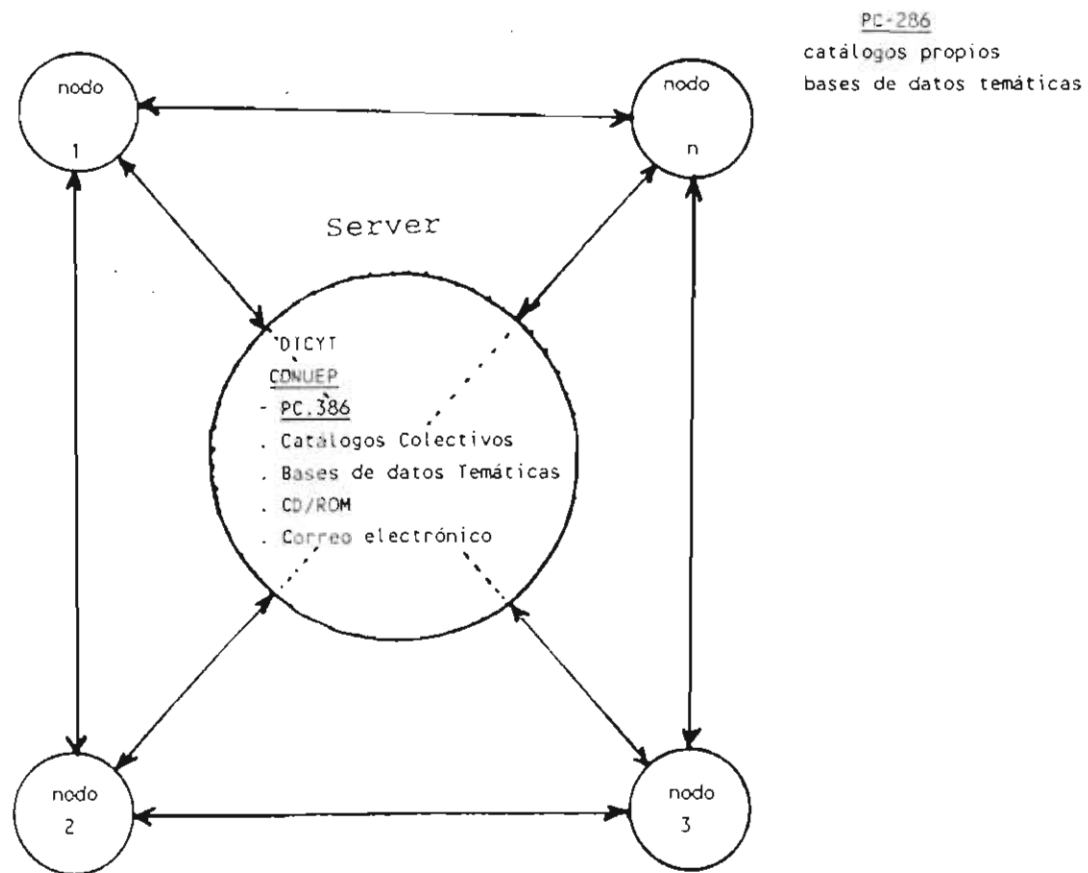 PC-286
catálogos propios
bases de datos temáticas
nodo
1
nodo
n
Server
DICYT
CONUEP
- PC.386
. Catálogos Colectivos
. Bases de datos Temáticas
. CD/ROM
. Correo electrónico
nodo
2
nodo
3